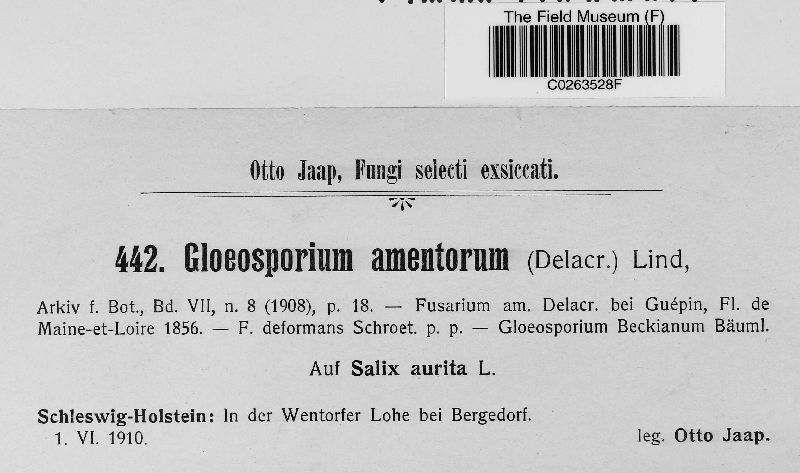 The Field Museum (F)
C0263528F
Otto Jaap, Fungi selecti exsiccati.
442. Gloeosporium amentorum (Delacr.) Lind,
Arkiv f. Bot., Bd. VII, n. 8 (1908), p. 18. — Fusarium am. Delacr. bei Guépin, Fl. de
Maine-et-Loire 1856. — F. deformans Schroet. p. p. — Gloeosporium Beckianum Bäuml.
Auf Salix aurita L.
Schleswig-Holstein: In der Wentorfer Lohe bei Bergedorf.
1. VI. 1910.
leg. Otto Jaap.